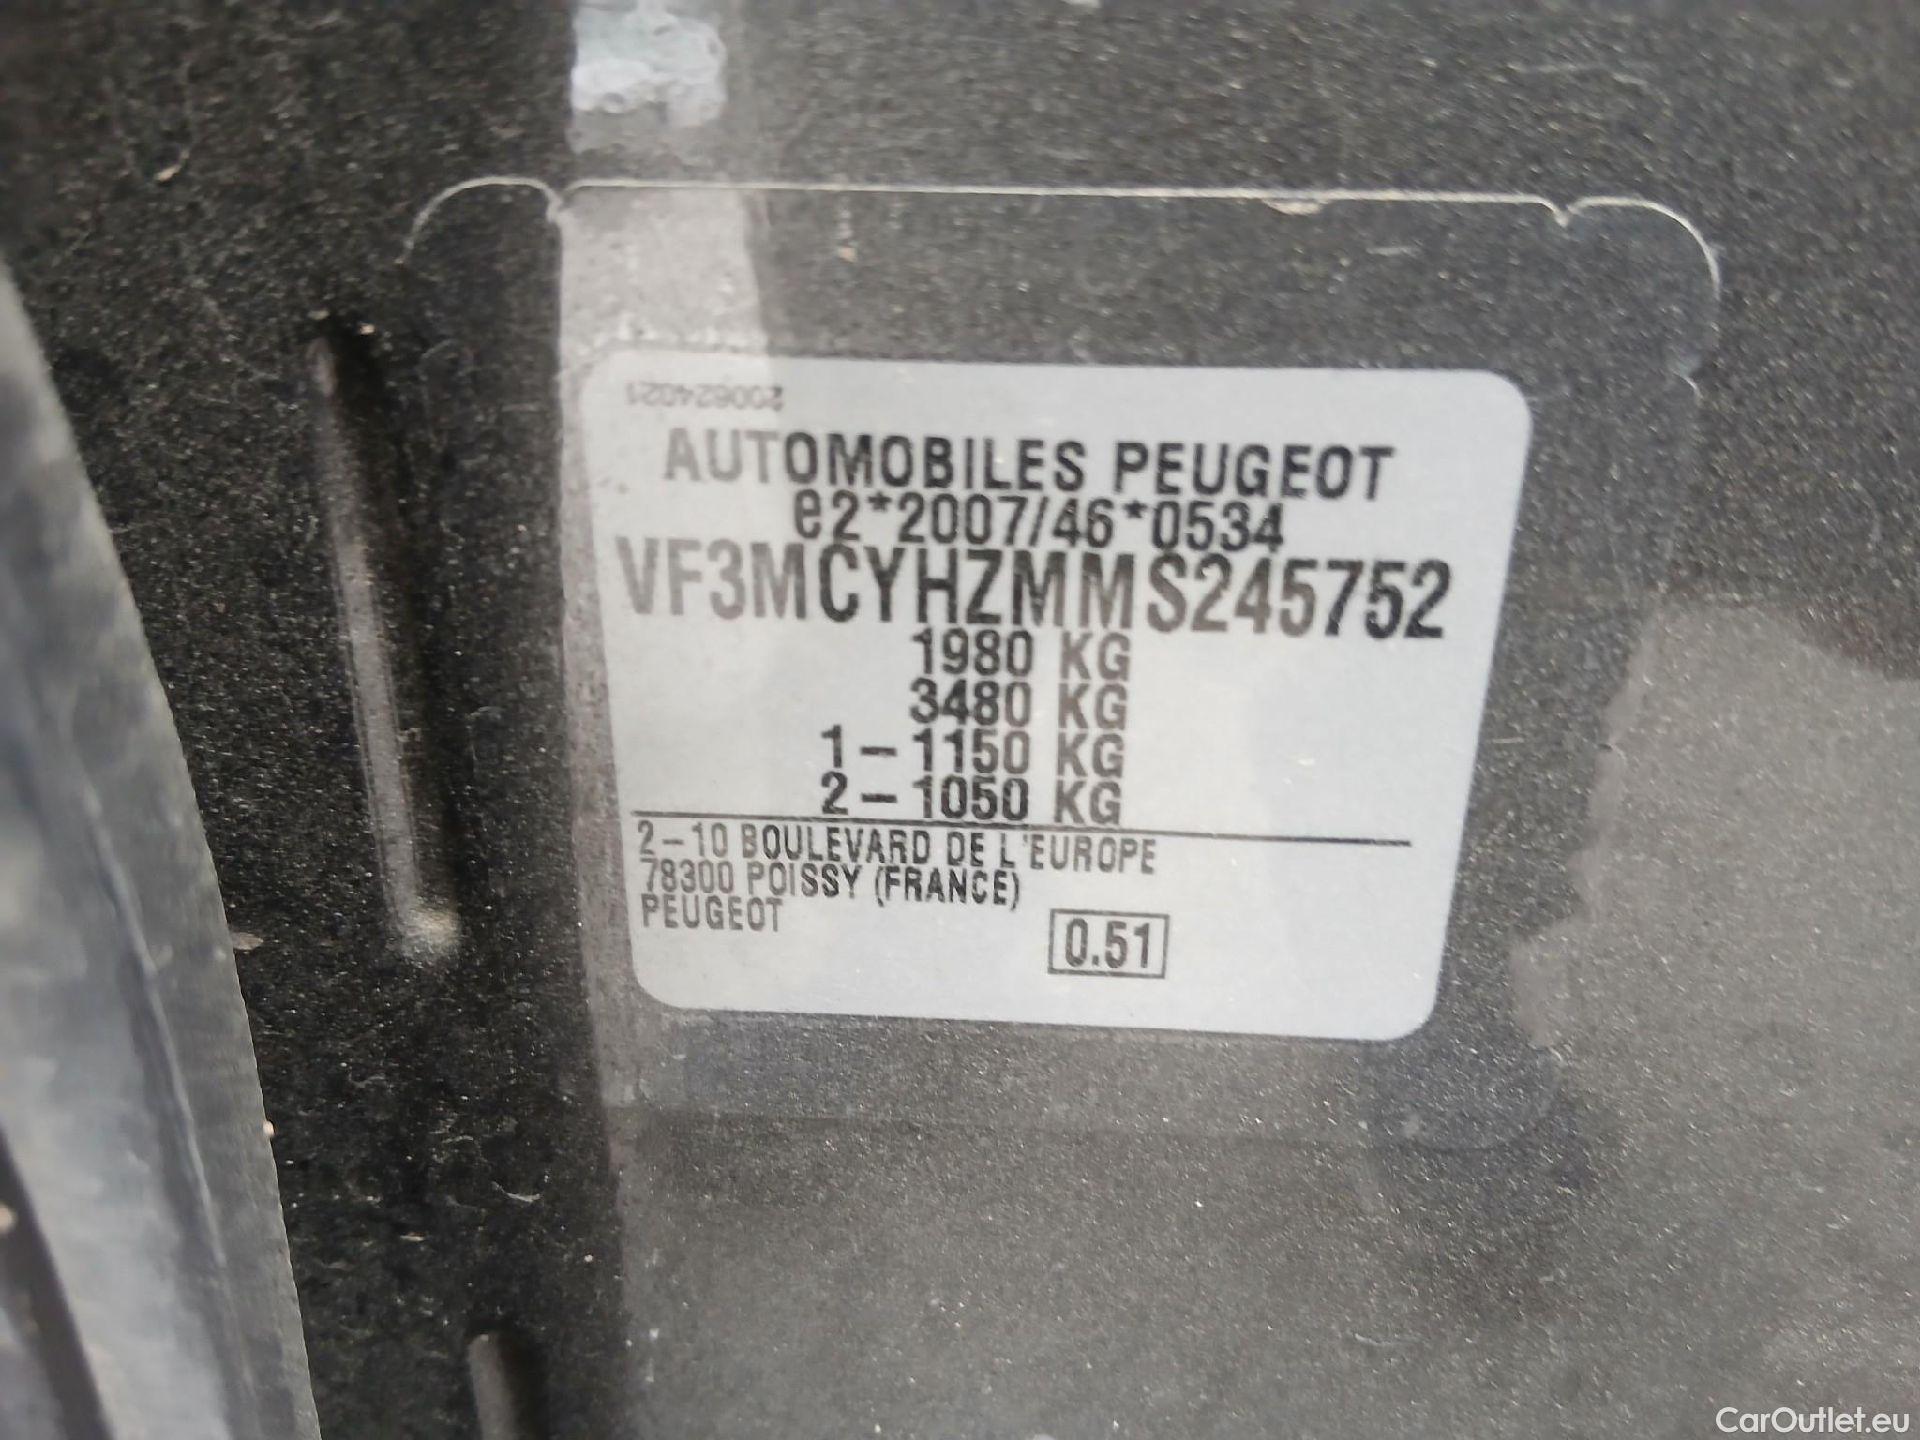 200624021
AUTOMOBILES PEUGEOT
e2*2007/46*0534
VF3MCYHZMMS245752
1980 KG
3480 KG
1 - 1150 KG
2 - 1050 KG
2-10 BOULEVARD DE L'EUROPE
78300 POISSY (FRANCE)
PEUGEOT
0.51
CarOutlet.eu